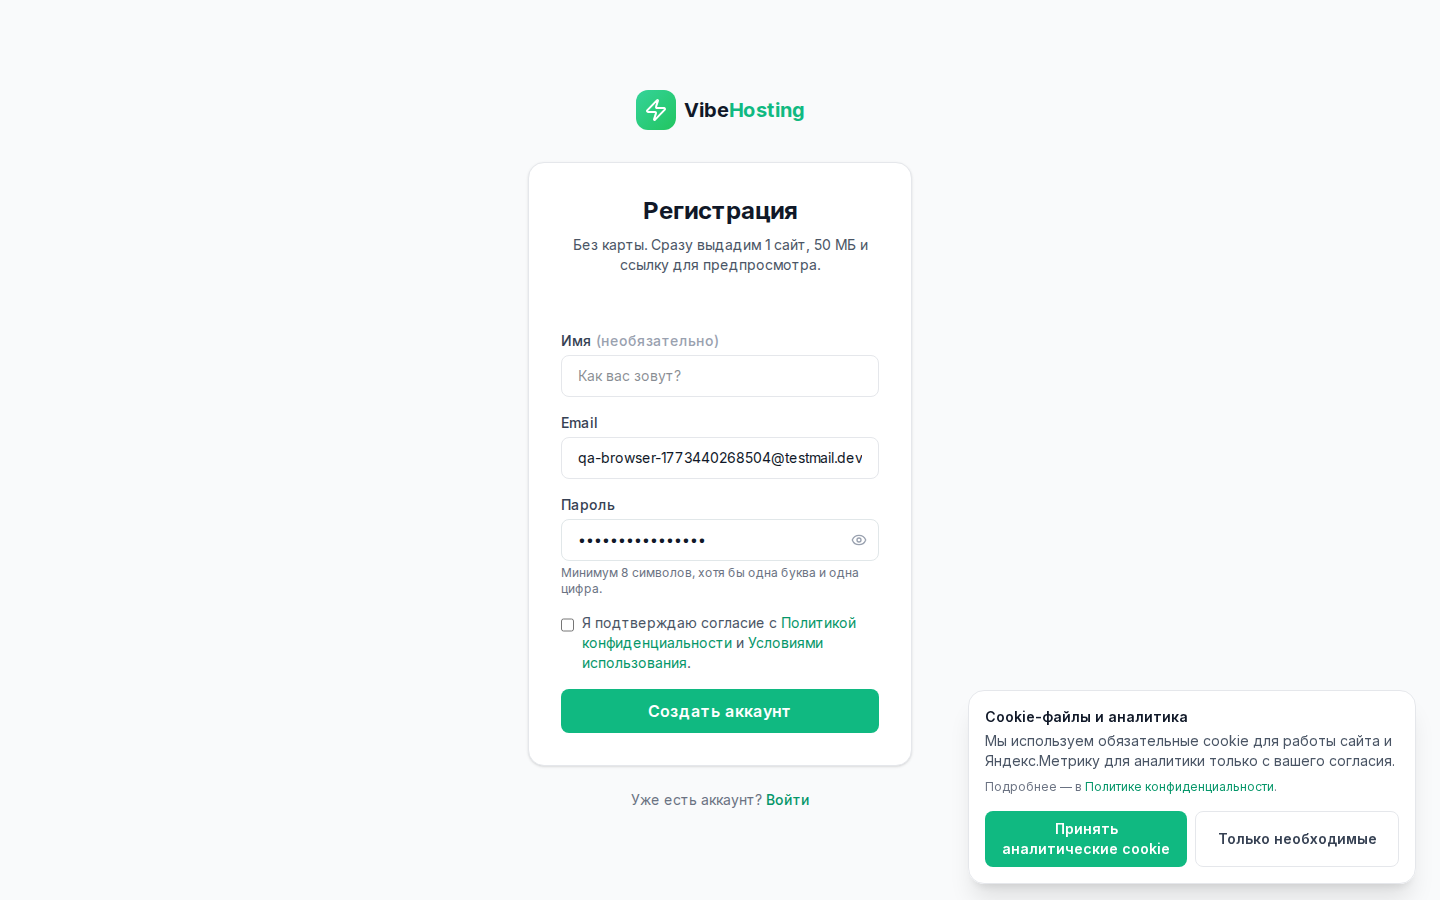 VibeHosting
Регистрация
Без карты. Сразу выдадим 1 сайт, 50 МБ и
ссылку для предпросмотра.
Имя (необязательно)
Как вас зовут?
Email
qa-browser-1773440268504@testmail.dev
Пароль
••••••••••••••••
Минимум 8 символов, хотя бы одна буква и одна
цифра.
Я подтверждаю согласие с Политикой
конфиденциальности и Условиями
использования.
Создать аккаунт
Уже есть аккаунт? Войти
Cookie-файлы и аналитика
Мы используем обязательные cookie для работы сайта и
Яндекс.Метрику для аналитики только с вашего согласия.
Подробнее — в Политике конфиденциальности.
Принять
аналитические cookie
Только необходимые